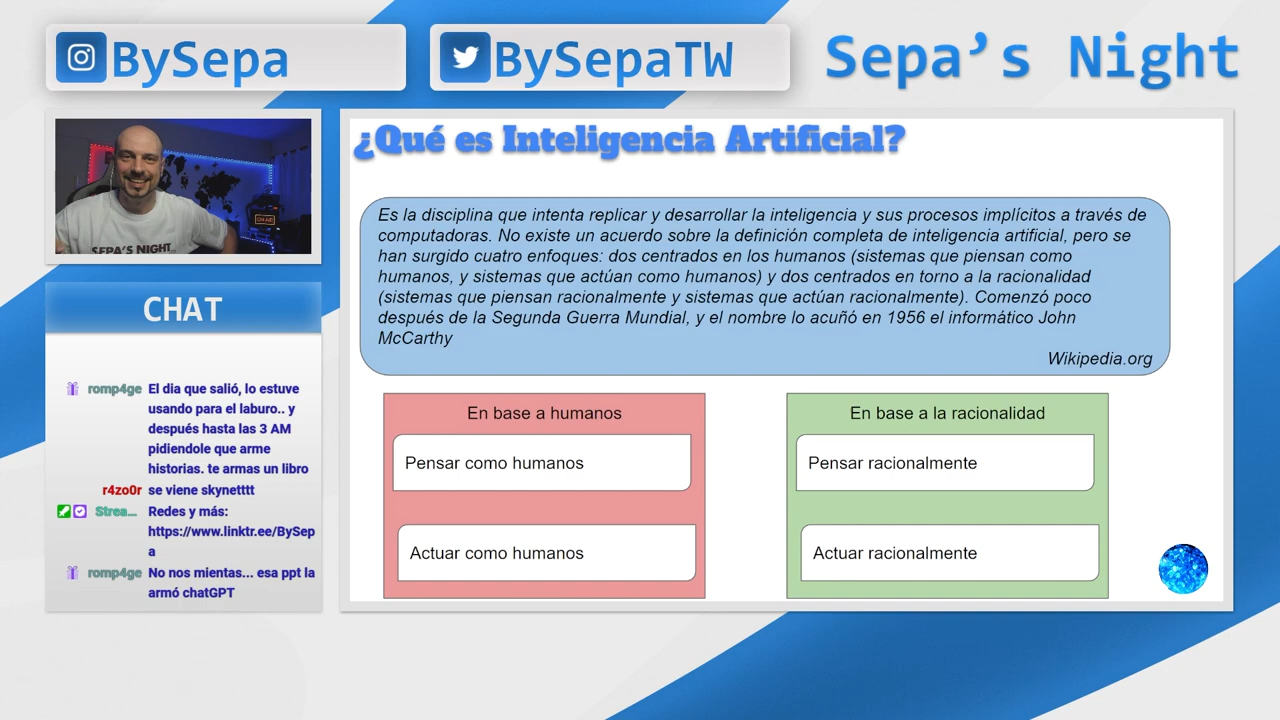 BySepa
BySepaTW
Sepa's Night
SEPA'S NIGHT
ON AIR
CHAT
romp4ge El dia que salió, lo estuve
usando para el laburo.. y
después hasta las 3 AM
pidiendole que arme
historias. te armas un libro
r4zo0r se viene skynetttt
Strea... Redes y más:
https://www.linktr.ee/BySep
a
romp4ge No nos mientas... esa ppt la
armó chatGPT
¿Qué es Inteligencia Artificial?
Es la disciplina que intenta replicar y desarrollar la inteligencia y sus procesos implícitos a través de
computadoras. No existe un acuerdo sobre la definición completa de inteligencia artificial, pero se
han surgido cuatro enfoques: dos centrados en los humanos (sistemas que piensan como
humanos, y sistemas que actúan como humanos) y dos centrados en torno a la racionalidad
(sistemas que piensan racionalmente y sistemas que actúan racionalmente). Comenzó poco
después de la Segunda Guerra Mundial, y el nombre lo acuñó en 1956 el informático John
McCarthy
Wikipedia.org
En base a humanos
Pensar como humanos
Actuar como humanos
En base a la racionalidad
Pensar racionalmente
Actuar racionalmente